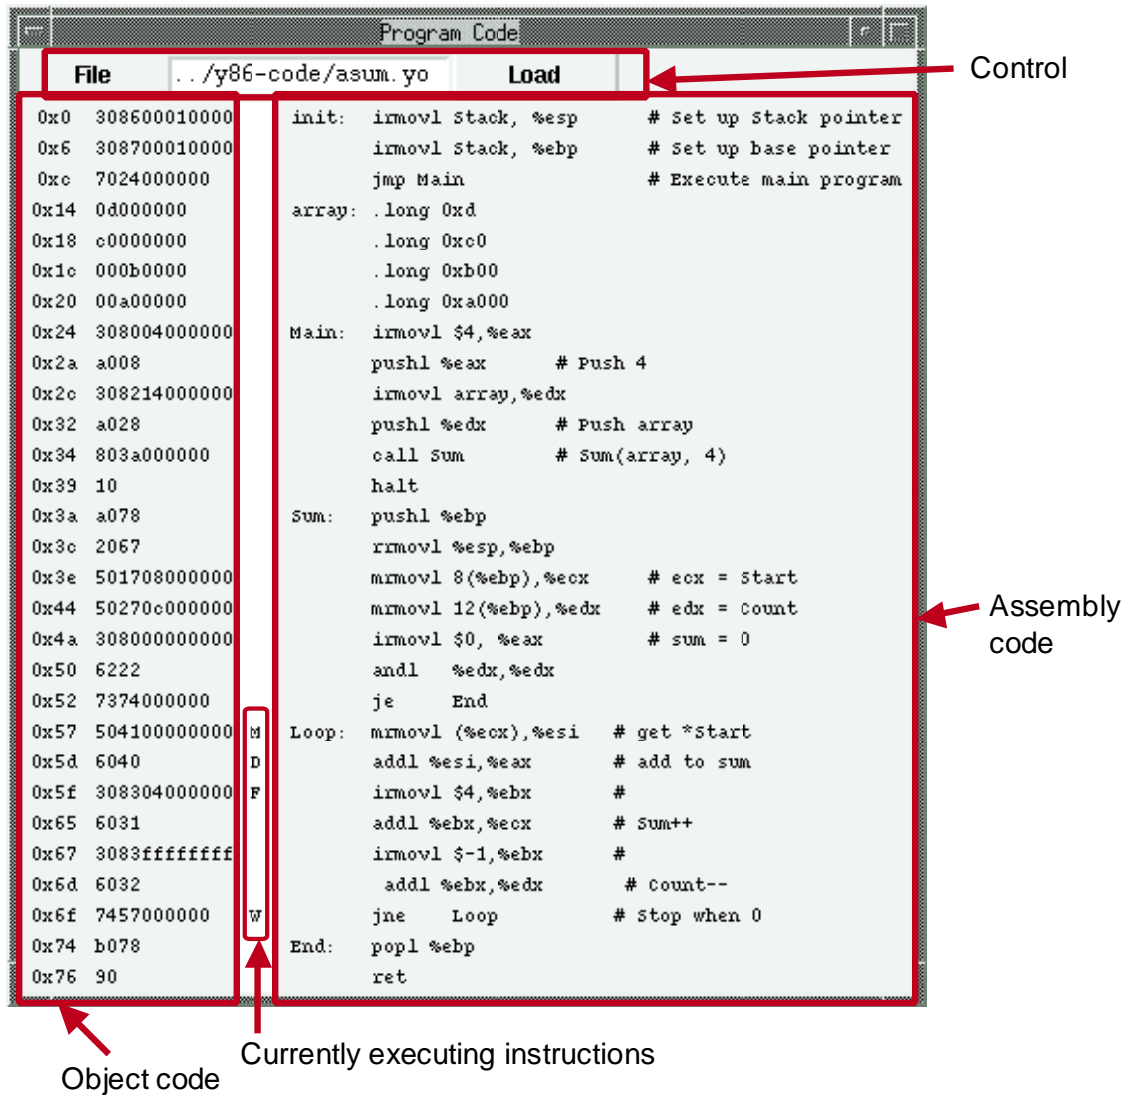 Program Code
File ../y86-code/asum.yo Load
Control
0x0 308600010000 init: irmovl Stack, %esp # Set up Stack pointer
0x6 308700010000 irmovl Stack, %ebp # Set up base pointer
0xc 7024000000 jmp Main # Execute main program
0x14 0d000000 array: .long 0xd
0x18 c0000000 .long 0xc0
0x1c 000b0000 .long 0xb00
0x20 00a00000 .long 0xa000
0x24 308004000000 Main: irmovl $4,%eax
0x2a a008 pushl %eax # Push 4
0x2c 308214000000 irmovl array,%edx
0x32 a028 pushl %edx # Push array
0x34 803a000000 call Sum # Sum(array, 4)
0x39 10 halt
0x3a a078 Sum: pushl %ebp
0x3c 2067 rrmovl %esp,%ebp
0x3e 501708000000 mrmovl 8(%ebp),%ecx # ecx = Start
0x44 50270c000000 mrmovl 12(%ebp),%edx # edx = Count
0x4a 308000000000 irmovl $0, %eax # sum = 0
0x50 6222 andl %edx,%edx
0x52 7374000000 je End
0x57 504100000000 M Loop: mrmovl (%ecx),%esi # get *Start
0x5d 6040 D addl %esi,%eax # add to sum
0x5f 308304000000 F irmovl $4,%ebx #
0x65 6031 addl %ebx,%ecx # Sum++
0x67 3083ffffffff irmovl $-1,%ebx #
0x6d 6032 addl %ebx,%edx # Count--
0x6f 7457000000 W jne Loop # Stop when 0
0x74 b078 End: popl %ebp
0x76 90 ret
Assembly
code
Currently executing instructions
Object code